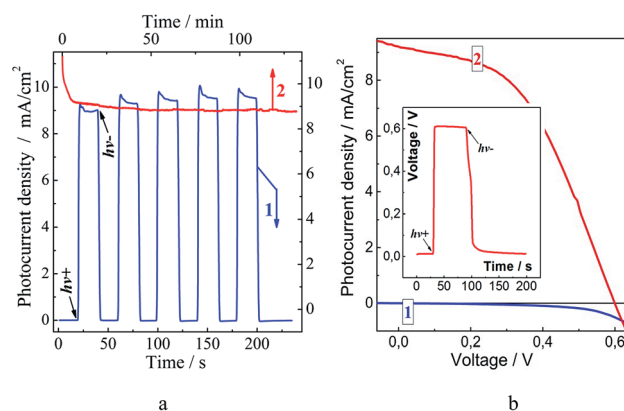 Time / min
0 50 100
a
Photocurrent density / mA/cm²
10
8
6
4
2
0
10
8
6
4
2
0
2
1
hν-
hν+
0 50 100 150 200
Time / s
a
b
Photocurrent density / mA/cm²
8
6
4
2
0
2
1
Voltage / V
0,6
0,4
0,2
0,0
hν-
hν+
Time / s
0 50 100 150 200
0,0 0,2 0,4 0,6
Voltage / V
b